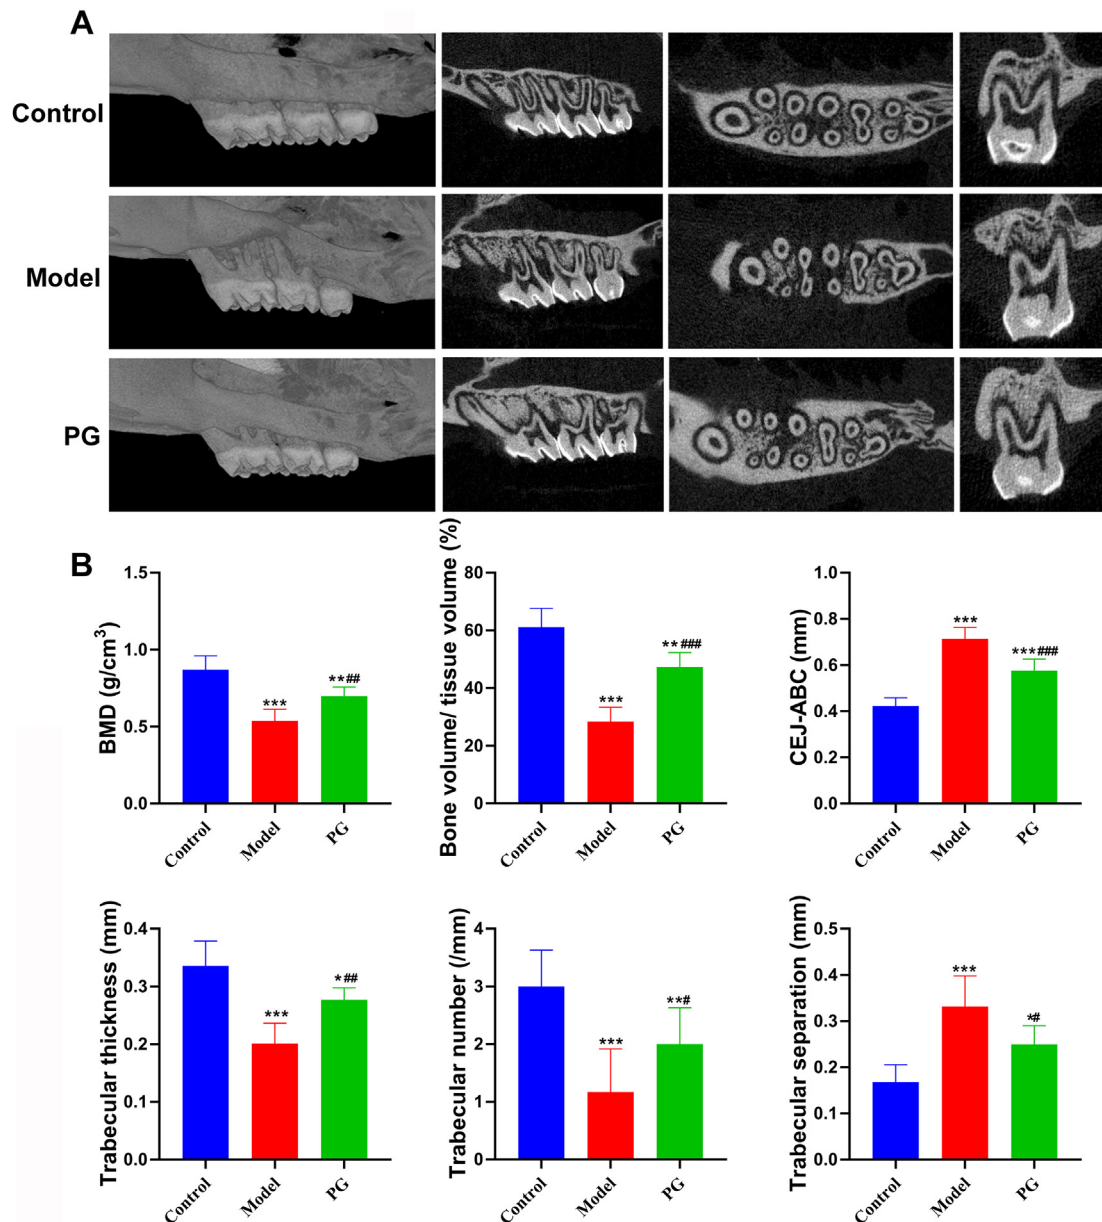 A
Control
Model
PG
B
BMD (g/cm³)
1.5
1.0
0.5
0.0
**##
***
Control
Model
PG
Bone volume/ tissue volume (%)
80
60
40
20
0
**###
***
Control
Model
PG
CEJ-ABC (mm)
1.0
0.8
0.6
0.4
0.2
0.0
***
***###
Control
Model
PG
Trabecular thickness (mm)
0.4
0.3
0.2
0.1
0.0
*##
***
Control
Model
PG
Trabecular number (/mm)
4
3
2
1
0
**#
***
Control
Model
PG
Trabecular separation (mm)
0.5
0.4
0.3
0.2
0.1
0.0
***
*#
Control
Model
PG